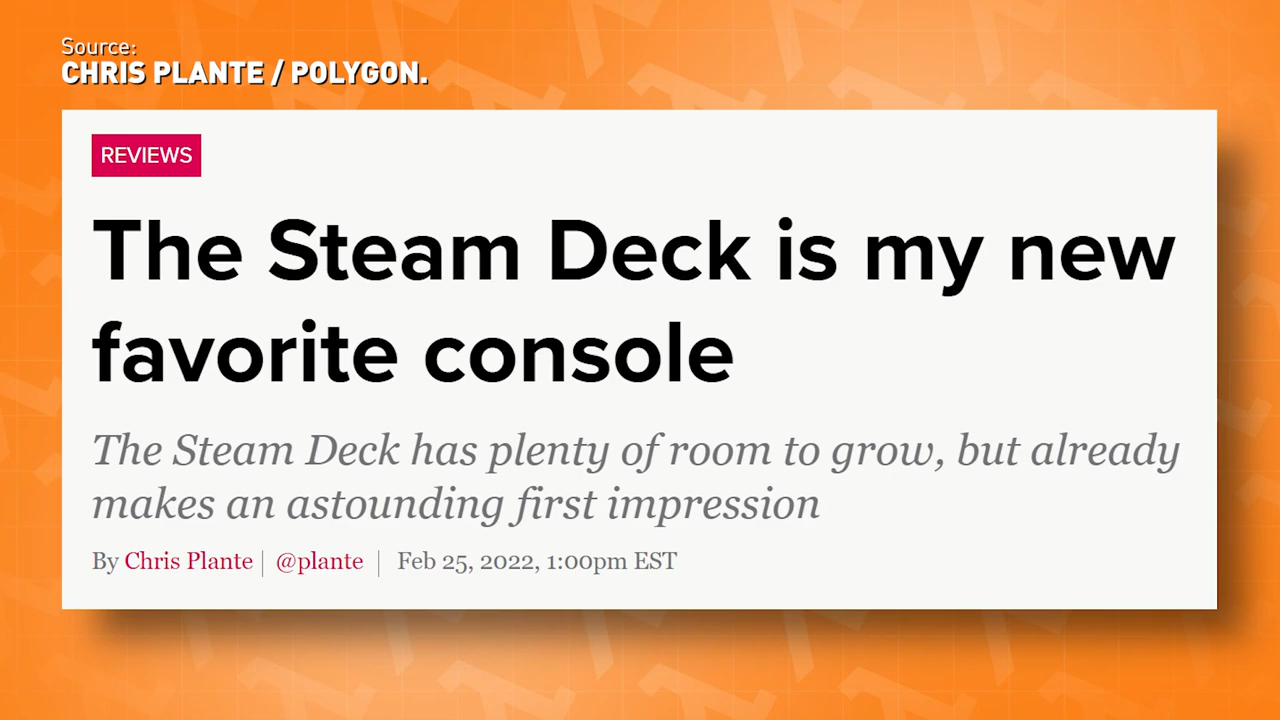 Source:
CHRIS PLANTE / POLYGON.
REVIEWS
The Steam Deck is my new
favorite console
The Steam Deck has plenty of room to grow, but already
makes an astounding first impression
By Chris Plante | @plante | Feb 25, 2022, 1:00pm EST